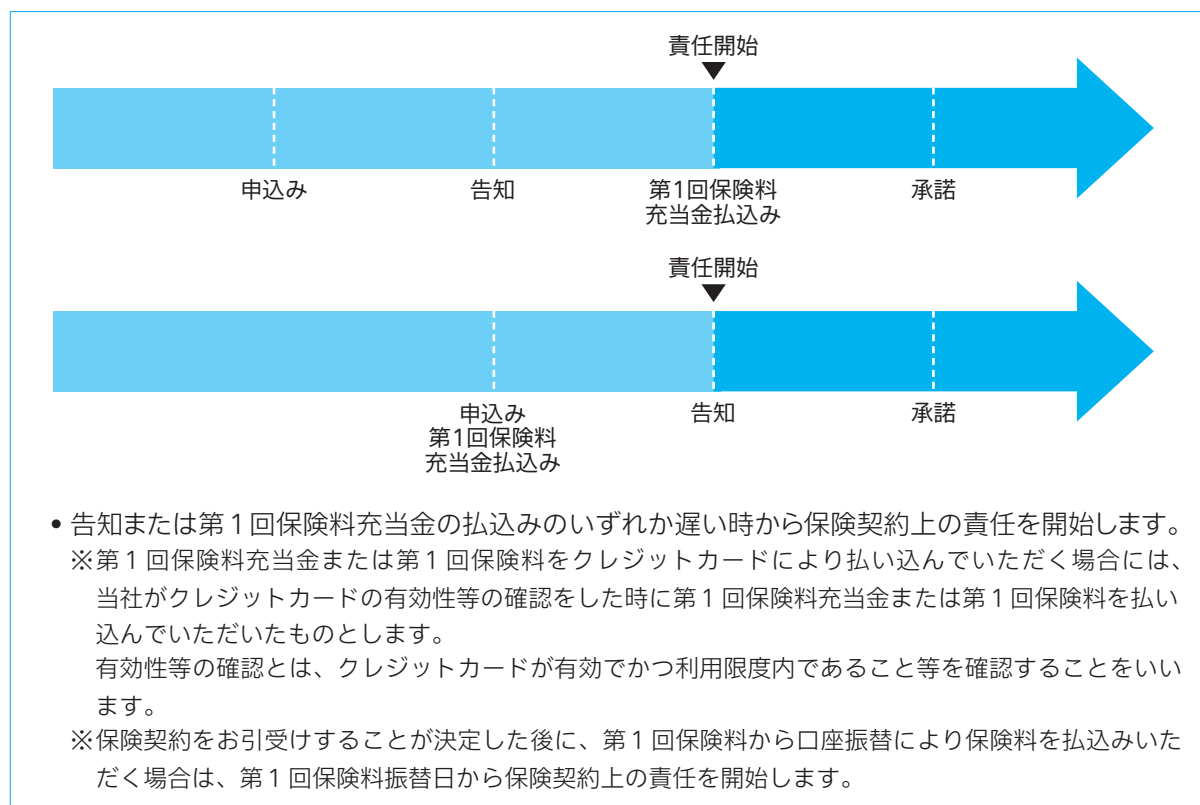 責任開始
申込み 告知 第1回保険料 承諾
充当金払込み
責任開始
申込み 告知 承諾
第1回保険料
充当金払込み
•告知または第1回保険料充当金の払込みのいずれか遅い時から保険契約上の責任を開始します。
※第1回保険料充当金または第1回保険料をクレジットカードにより払い込んでいただく場合には、
当社がクレジットカードの有効性等の確認をした時に第1回保険料充当金または第1回保険料を払い
込んでいただいたものとします。
有効性等の確認とは、クレジットカードが有効でかつ利用限度内であること等を確認することをいい
ます。
※保険契約をお引受けすることが決定した後に、第1回保険料から口座振替により保険料を払込みいた
だく場合は、第1回保険料振替日から保険契約上の責任を開始します。